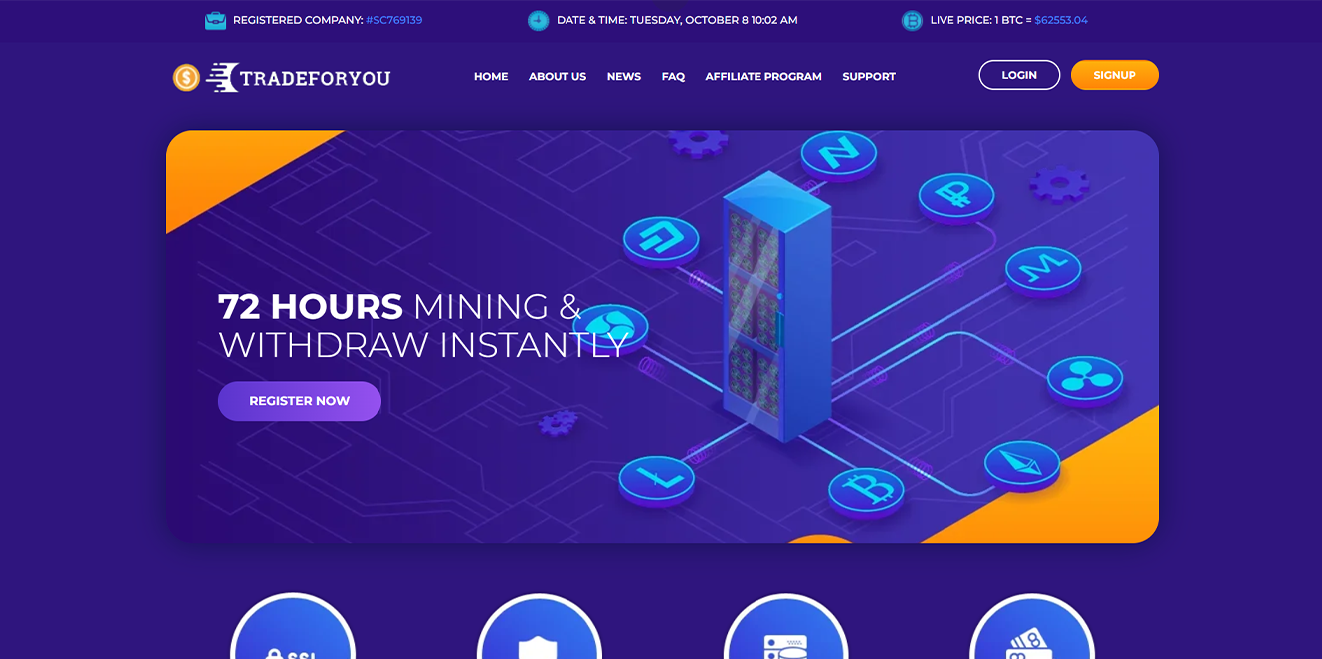 REGISTERED COMPANY: #SC769139
DATE & TIME: TUESDAY, OCTOBER 8 10:02 AM
LIVE PRICE: 1 BTC = $62553.04
TRADEFORYOU
HOME
ABOUT US
NEWS
FAQ
AFFILIATE PROGRAM
SUPPORT
LOGIN
SIGNUP
72 HOURS MINING &
WITHDRAW INSTANTLY
REGISTER NOW
SSL